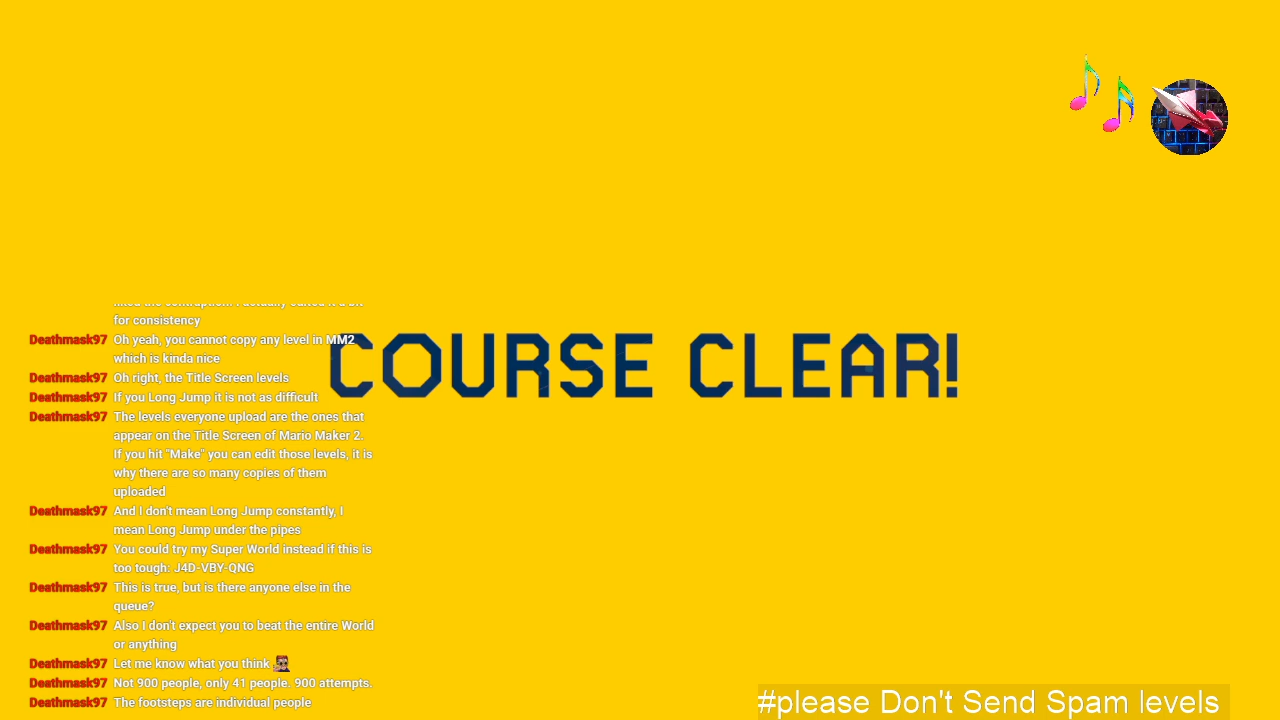 for consistency
Deathmask97 Oh yeah, you cannot copy any level in MM2
which is kinda nice
Deathmask97 Oh right, the Title Screen levels
Deathmask97 If you Long Jump it is not as difficult
Deathmask97 The levels everyone upload are the ones that
appear on the Title Screen of Mario Maker 2.
If you hit "Make" you can edit those levels, it is
why there are so many copies of them
uploaded
Deathmask97 And I don't mean Long Jump constantly, I
mean Long Jump under the pipes
Deathmask97 You could try my Super World instead if this is
too tough: J4D-VBY-QNG
Deathmask97 This is true, but is there anyone else in the
queue?
Deathmask97 Also I don't expect you to beat the entire World
or anything
Deathmask97 Let me know what you think
Deathmask97 Not 900 people, only 41 people. 900 attempts.
Deathmask97 The footsteps are individual people
COURSE CLEAR!
#please Don't Send Spam levels